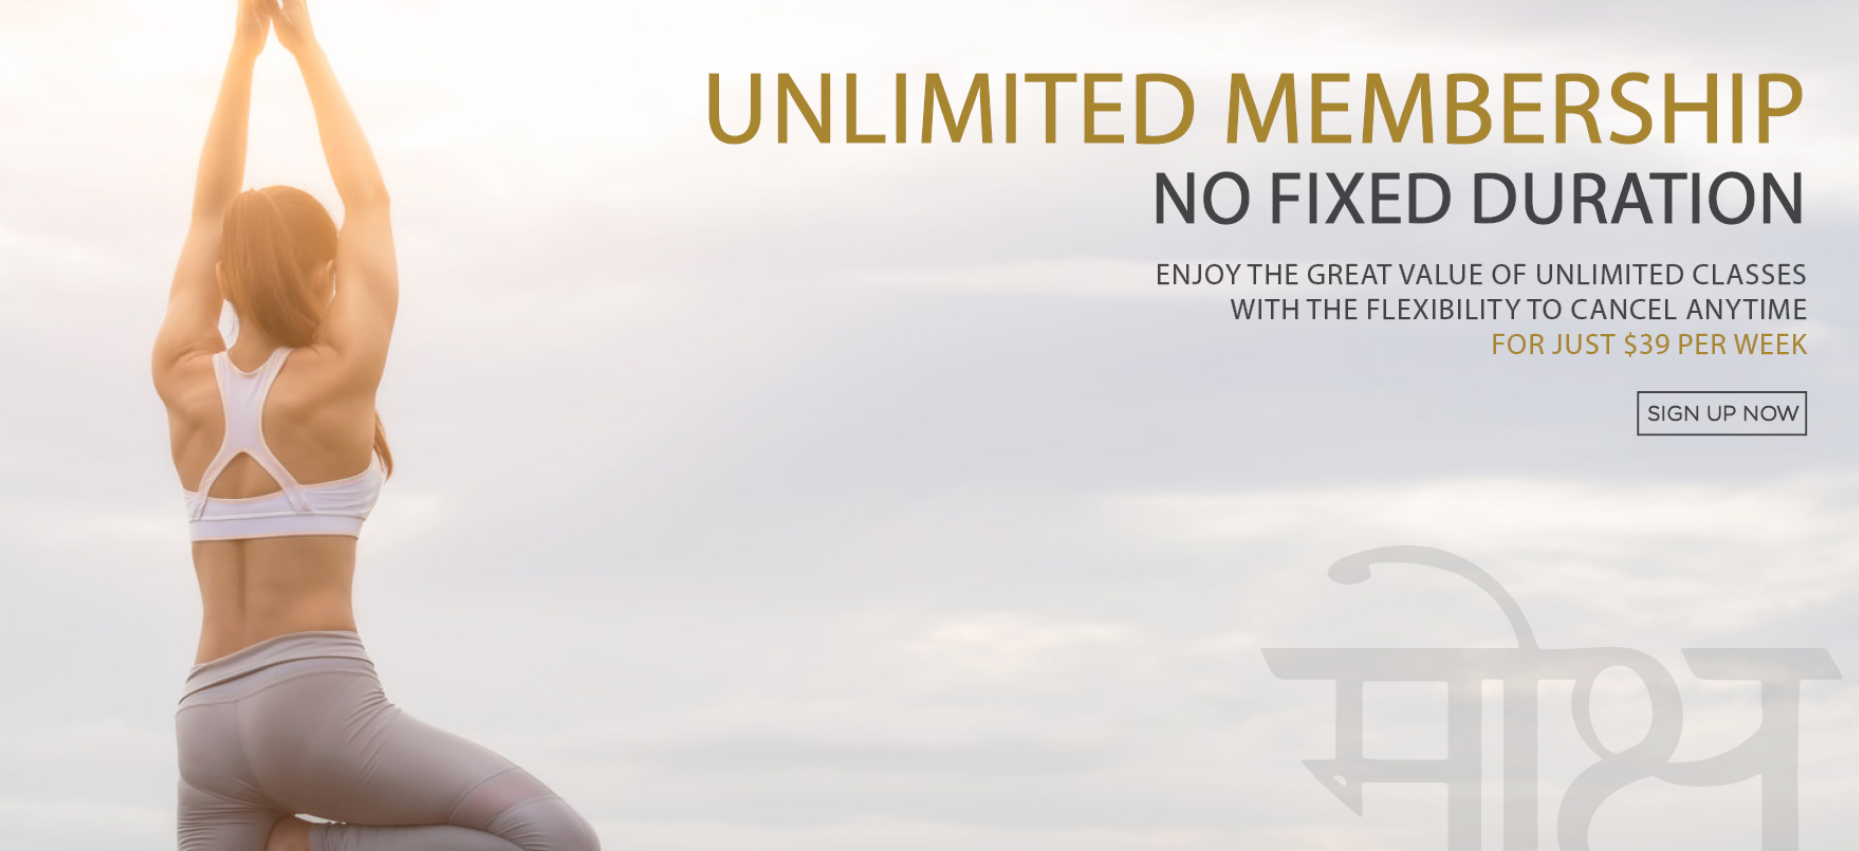 UNLIMITED MEMBERSHIP
NO FIXED DURATION
ENJOY THE GREAT VALUE OF UNLIMITED CLASSES
WITH THE FLEXIBILITY TO CANCEL ANYTIME
FOR JUST $39 PER WEEK
SIGN UP NOW
मोक्ष